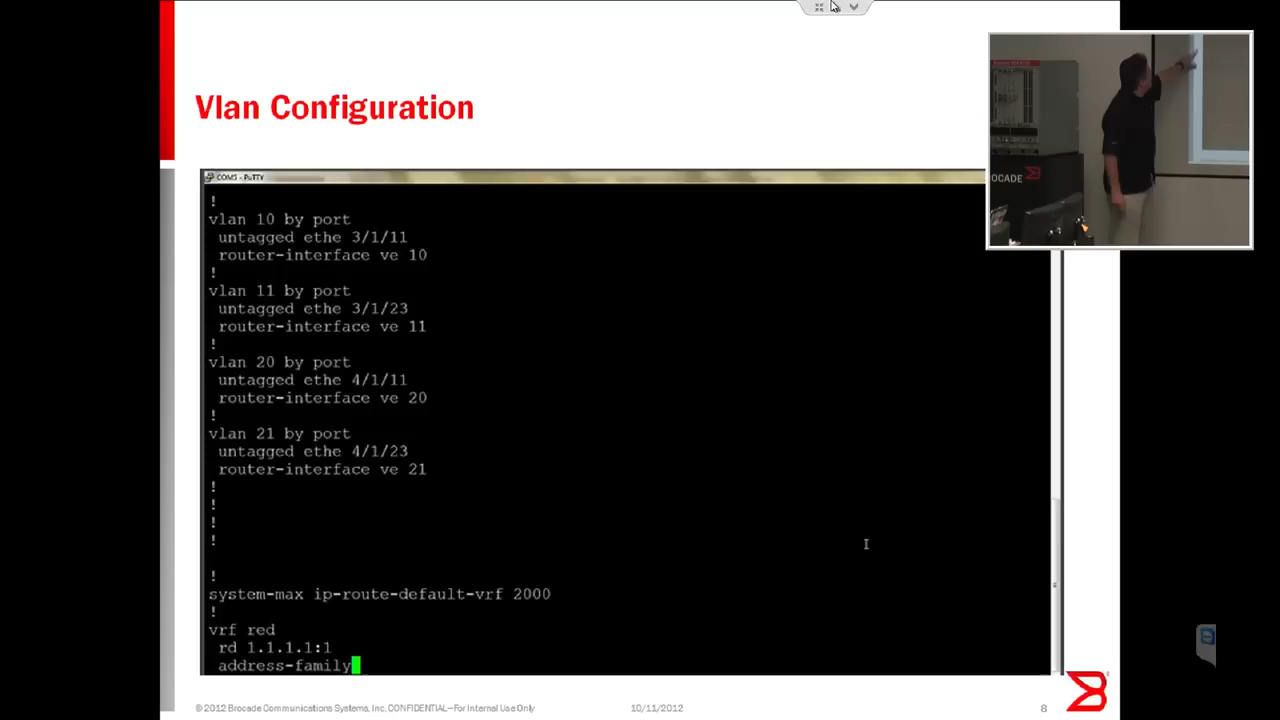 Vlan Configuration
COM5 - PuTTY
!
vlan 10 by port
untagged ethe 3/1/11
router-interface ve 10
!
vlan 11 by port
untagged ethe 3/1/23
router-interface ve 11
!
vlan 20 by port
untagged ethe 4/1/11
router-interface ve 20
!
vlan 21 by port
untagged ethe 4/1/23
router-interface ve 21
!
!
!
!
!
system-max ip-route-default-vrf 2000
!
vrf red
rd 1.1.1.1:1
address-family
OCADE
© 2012 Brocade Communications Systems, Inc. CONFIDENTIAL—For Internal Use Only
10/11/2012
8